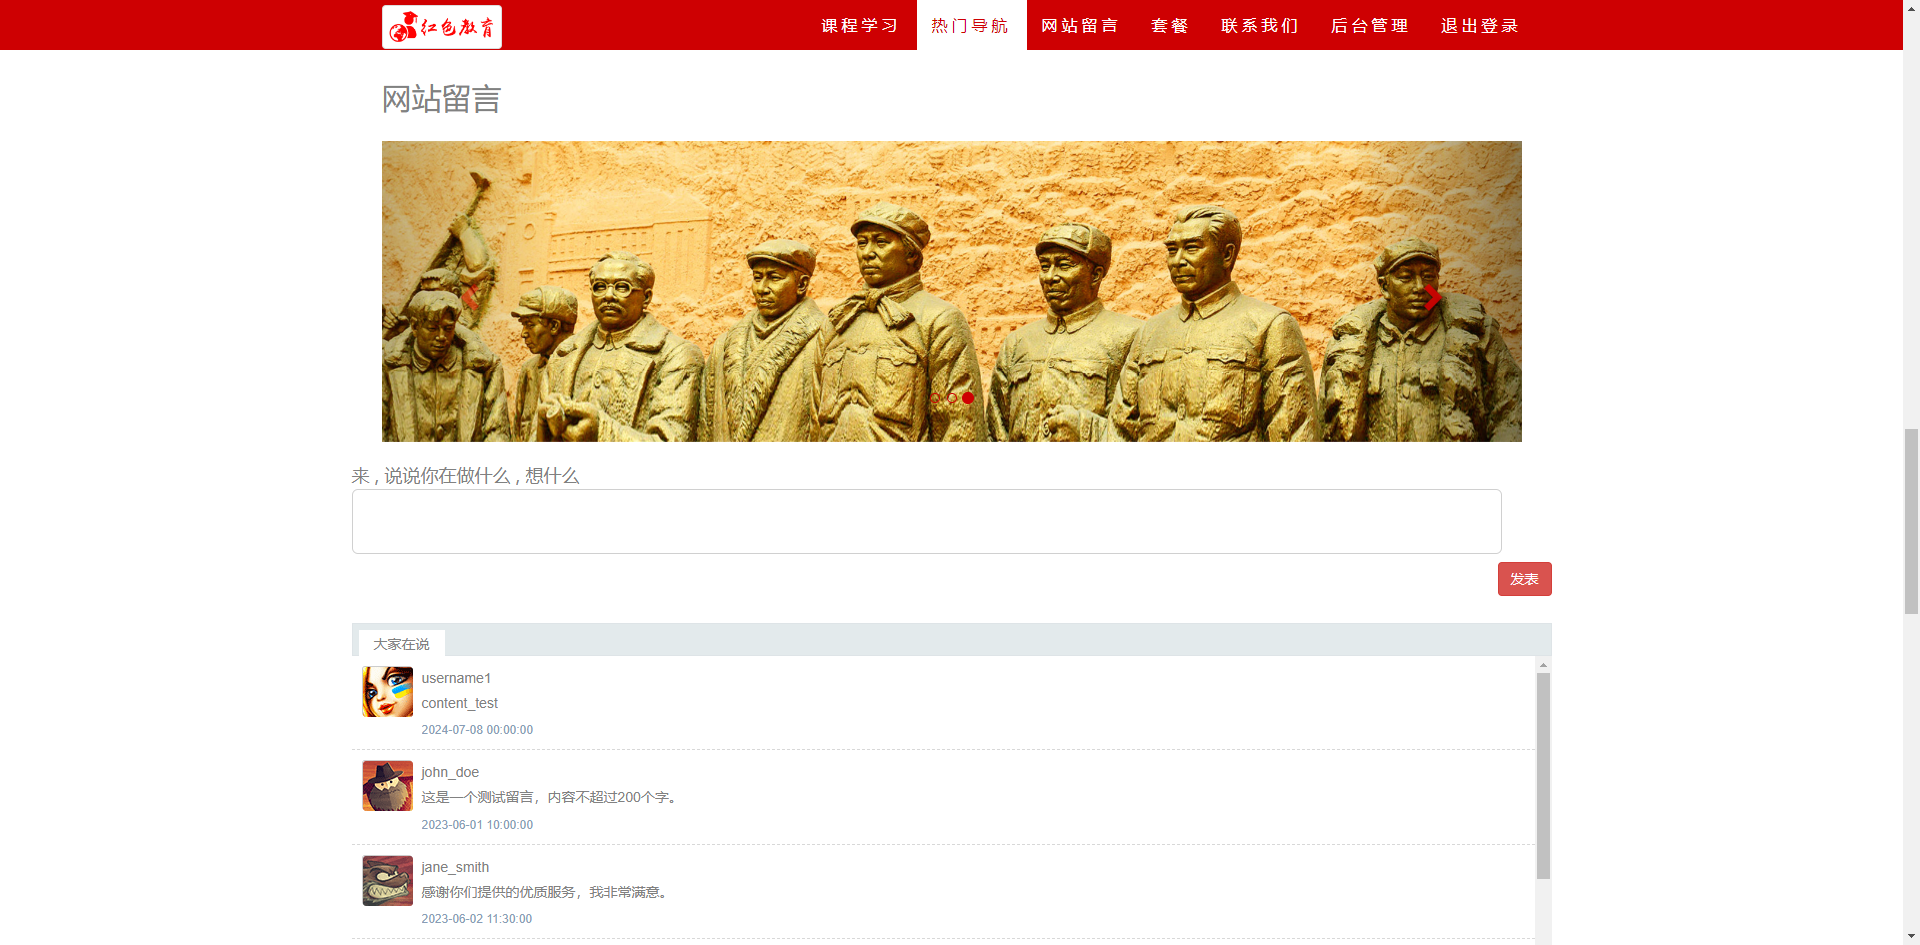 红色教育
课程学习 热门导航 网站留言 套餐 联系我们 后台管理 退出登录
网站留言
来 , 说说你在做什么 , 想什么
发表
大家在说
username1
content_test
2024-07-08 00:00:00
john_doe
这是一个测试留言，内容不超过200个字。
2023-06-01 10:00:00
jane_smith
感谢你们提供的优质服务，我非常满意。
2023-06-02 11:30:00